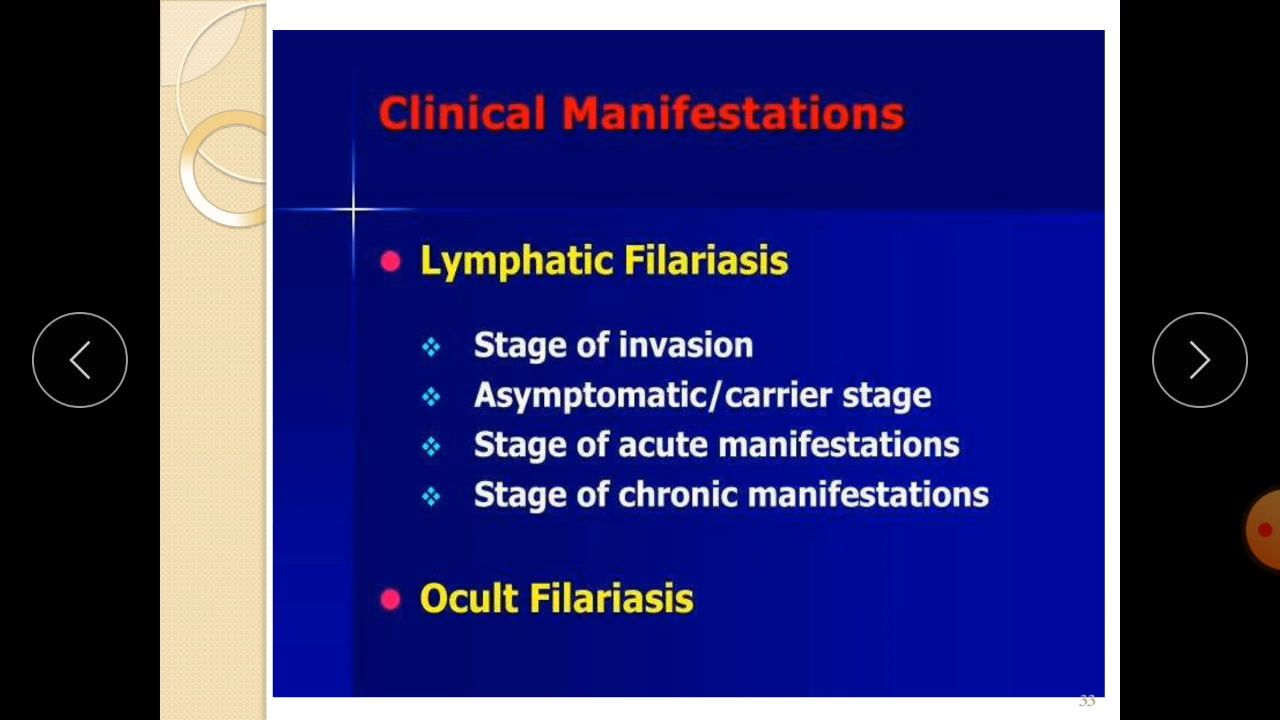 Clinical Manifestations
Lymphatic Filariasis
Stage of invasion
Asymptomatic/carrier stage
Stage of acute manifestations
Stage of chronic manifestations
Ocult Filariasis
33